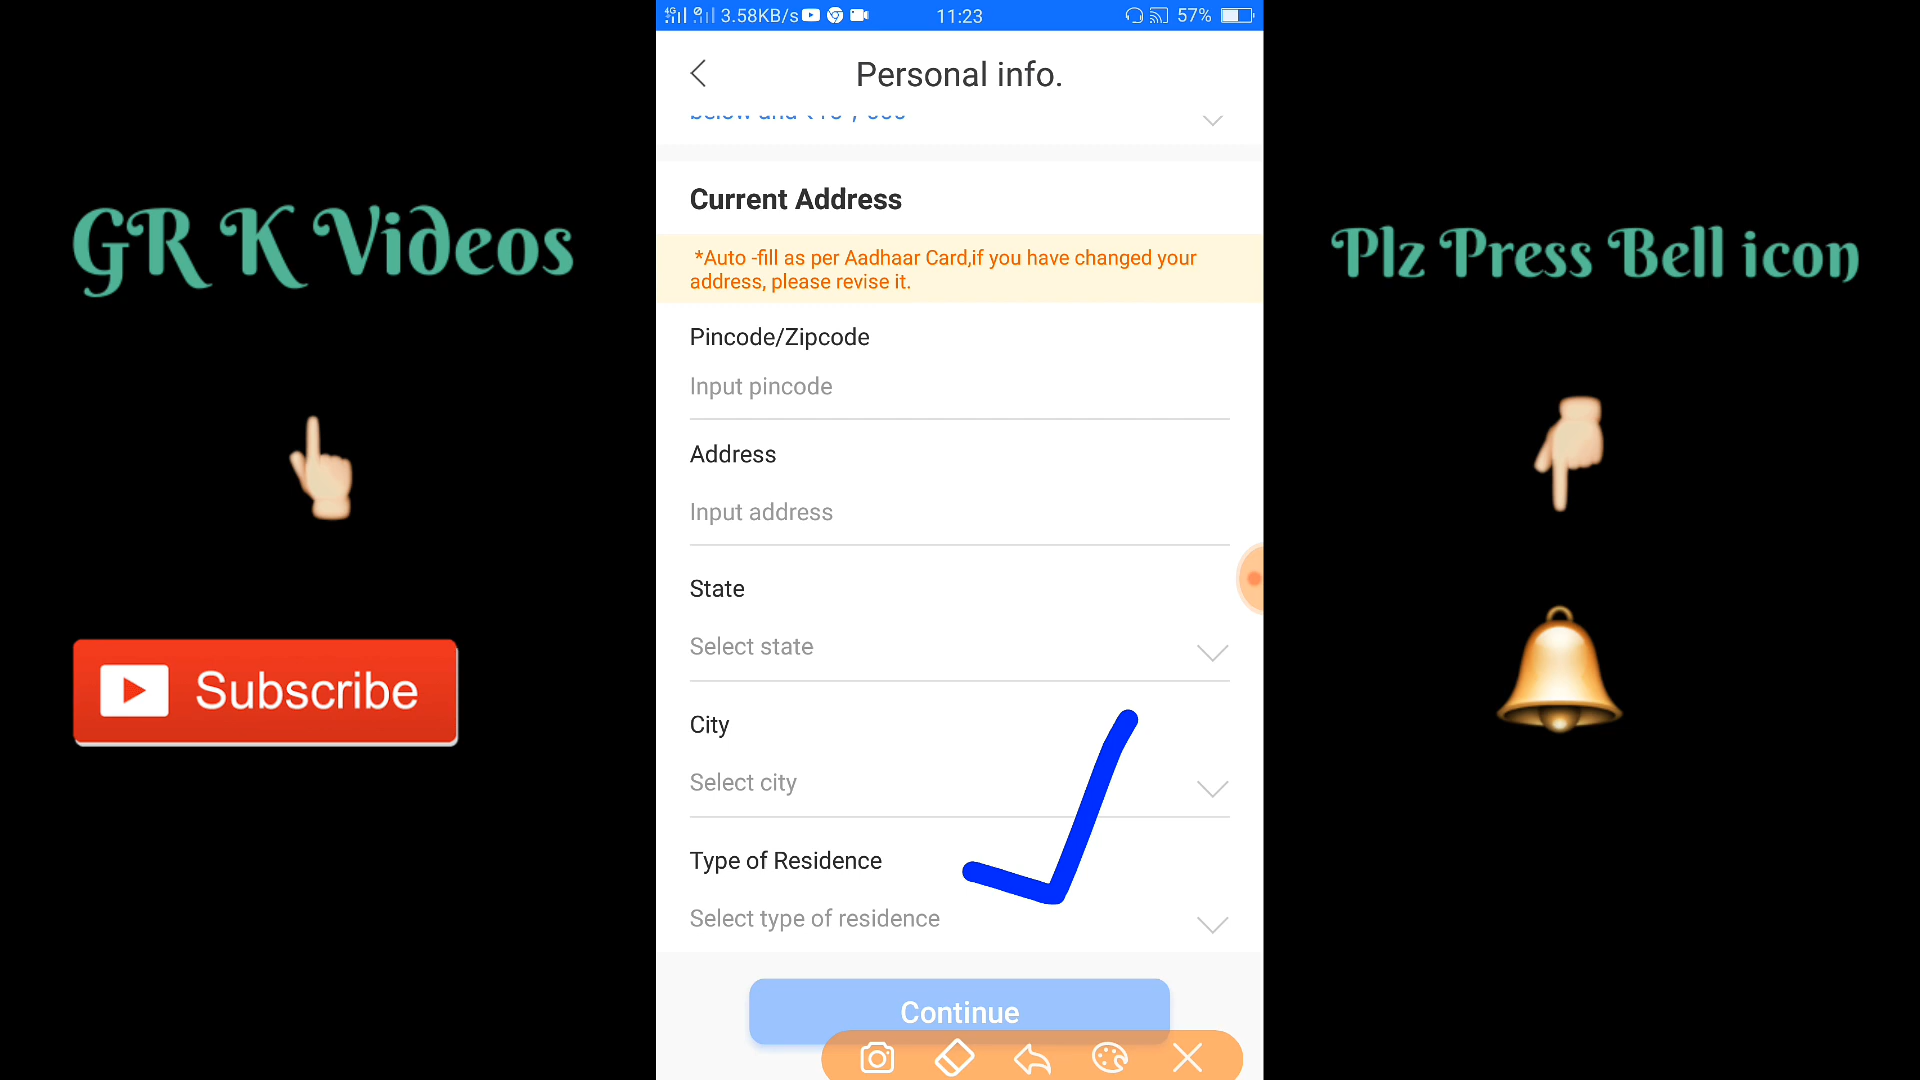 3.58KB/s
11:23
57%
Personal info.
below and
Current Address
*Auto -fill as per Aadhaar Card,if you have changed your
address, please revise it.
Pincode/Zipcode
Input pincode
Address
Input address
State
Select state
City
Select city
Type of Residence
Select type of residence
Continue
GR K Videos
Subscribe
Plz Press Bell icon